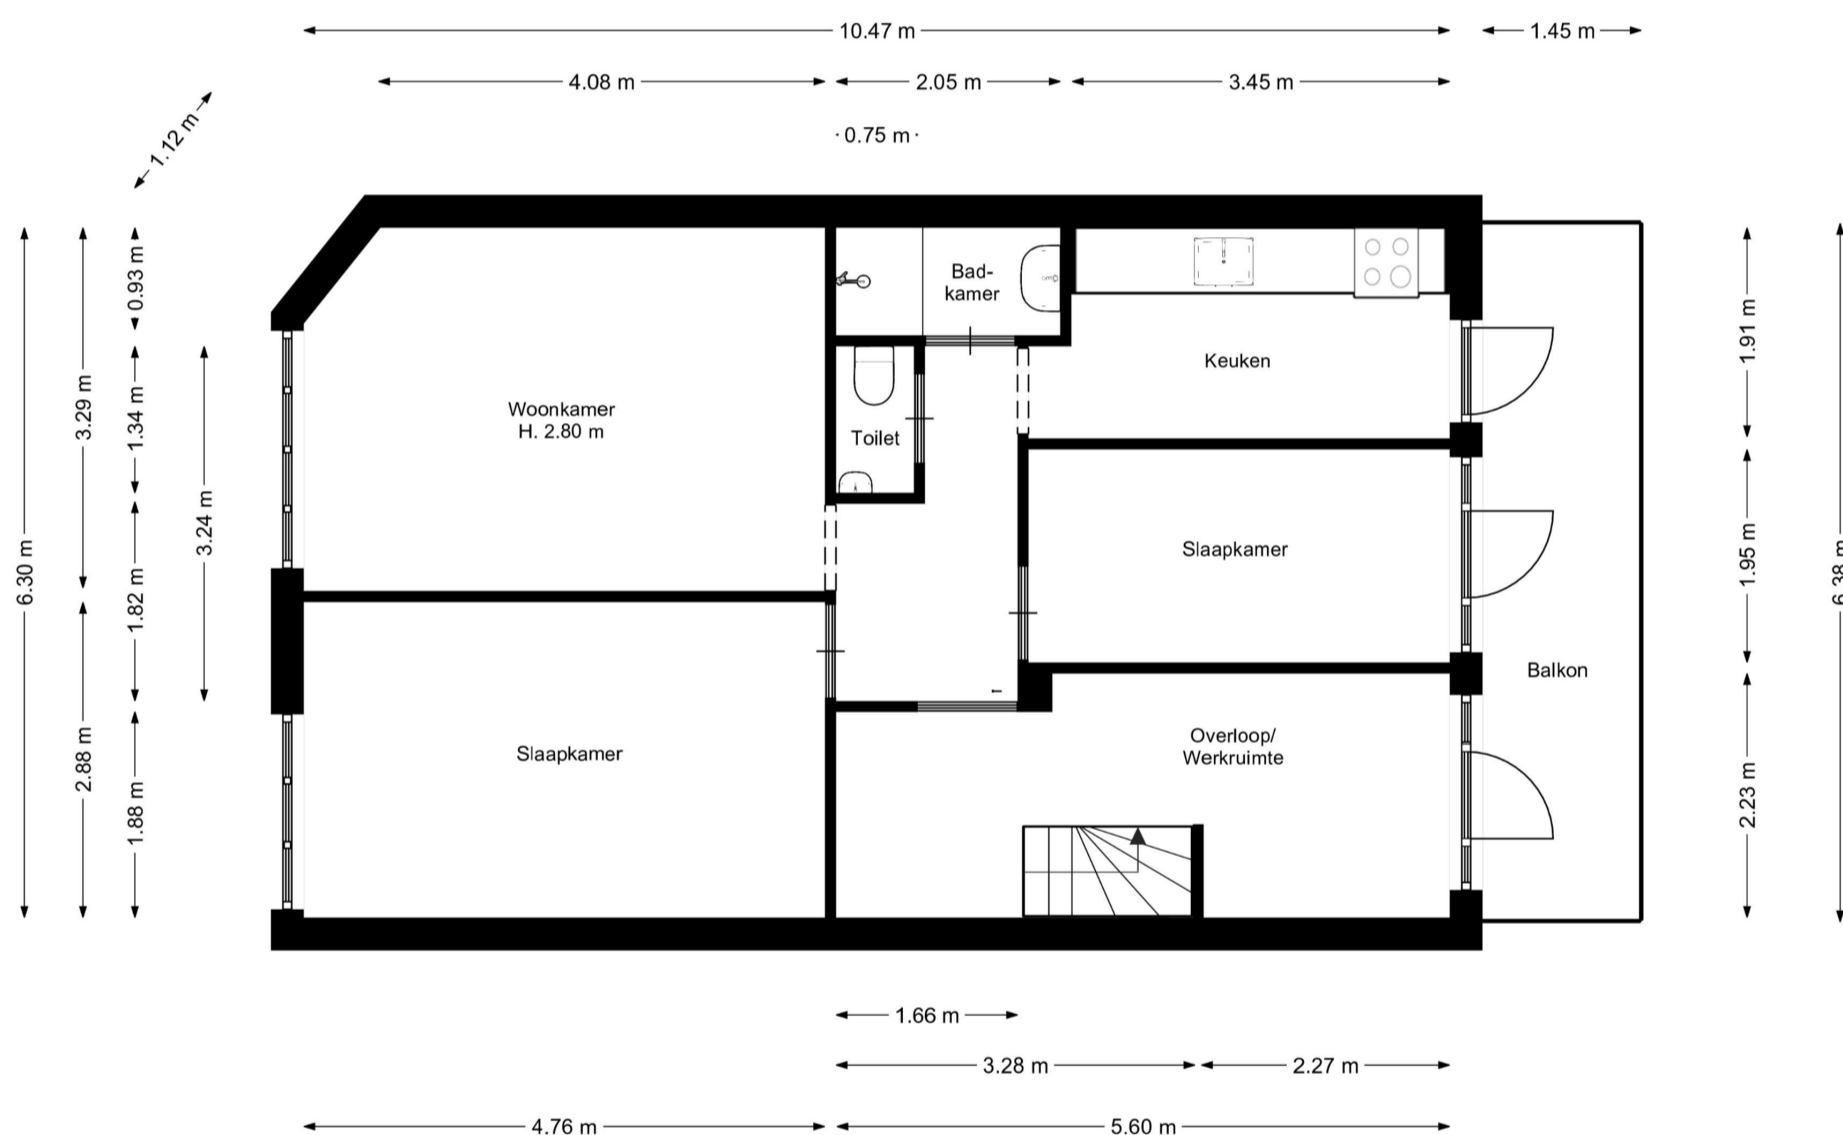 10.47 m
1.45 m
4.08 m
2.05 m
3.45 m
1.12 m
0.75 m
0.93 m
Bad-
kamer
1.91 m
Keuken
3.29 m
1.34 m
Woonkamer
H. 2.80 m
Toilet
3.24 m
6.30 m
1.82 m
Slaapkamer
1.95 m
6.38 m
Balkon
2.88 m
1.88 m
Slaapkamer
Overloop/
Werkruimte
2.23 m
1.66 m
3.28 m
2.27 m
4.76 m
5.60 m